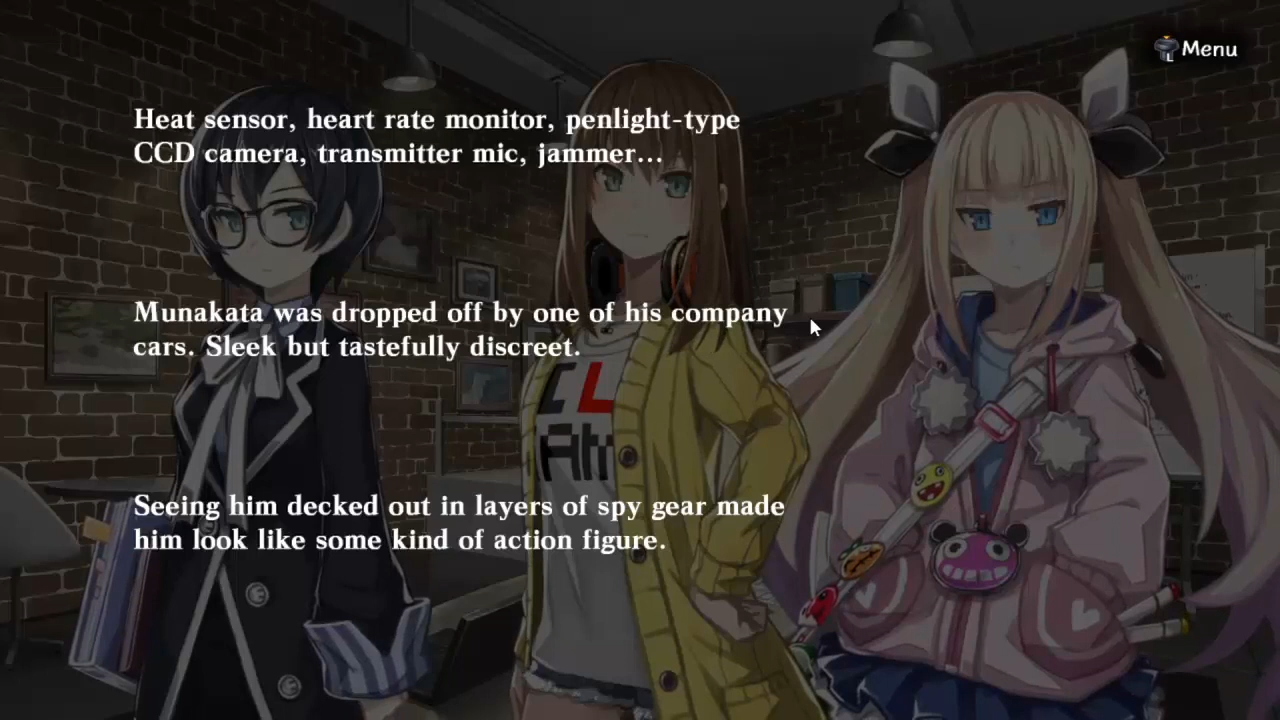 Menu
Heat sensor, heart rate monitor, penlight-type
CCD camera, transmitter mic, jammer...
Munakata was dropped off by one of his company
cars. Sleek but tastefully discreet.
Seeing him decked out in layers of spy gear made
him look like some kind of action figure.